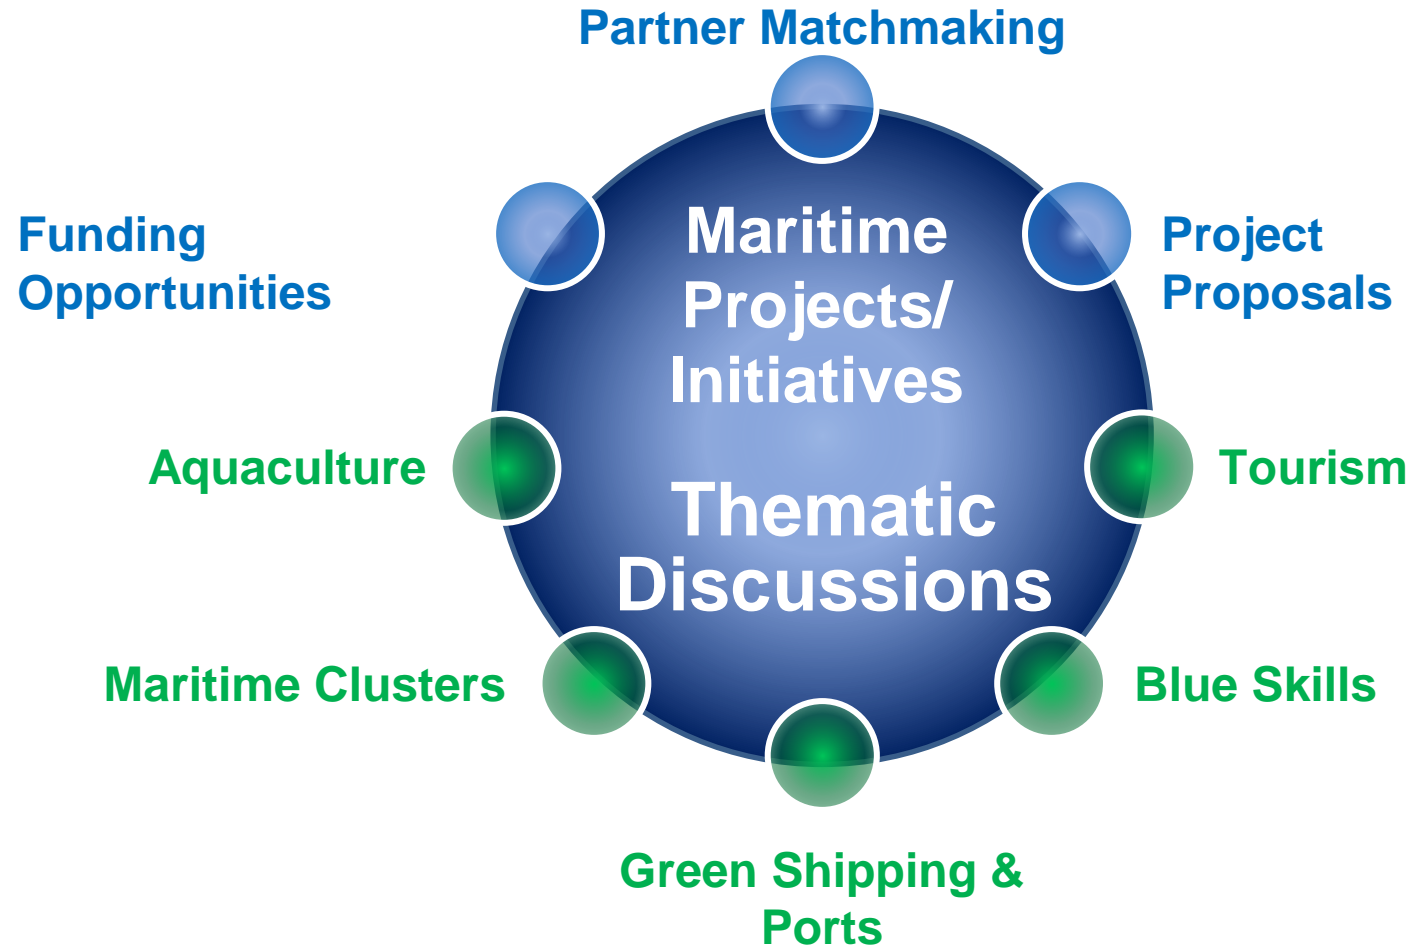 Partner Matchmaking
Funding
Opportunities
Maritime
Projects/
Initiatives
Project
Proposals
Aquaculture
Tourism
Thematic
Discussions
Maritime Clusters
Blue Skills
Green Shipping &
Ports